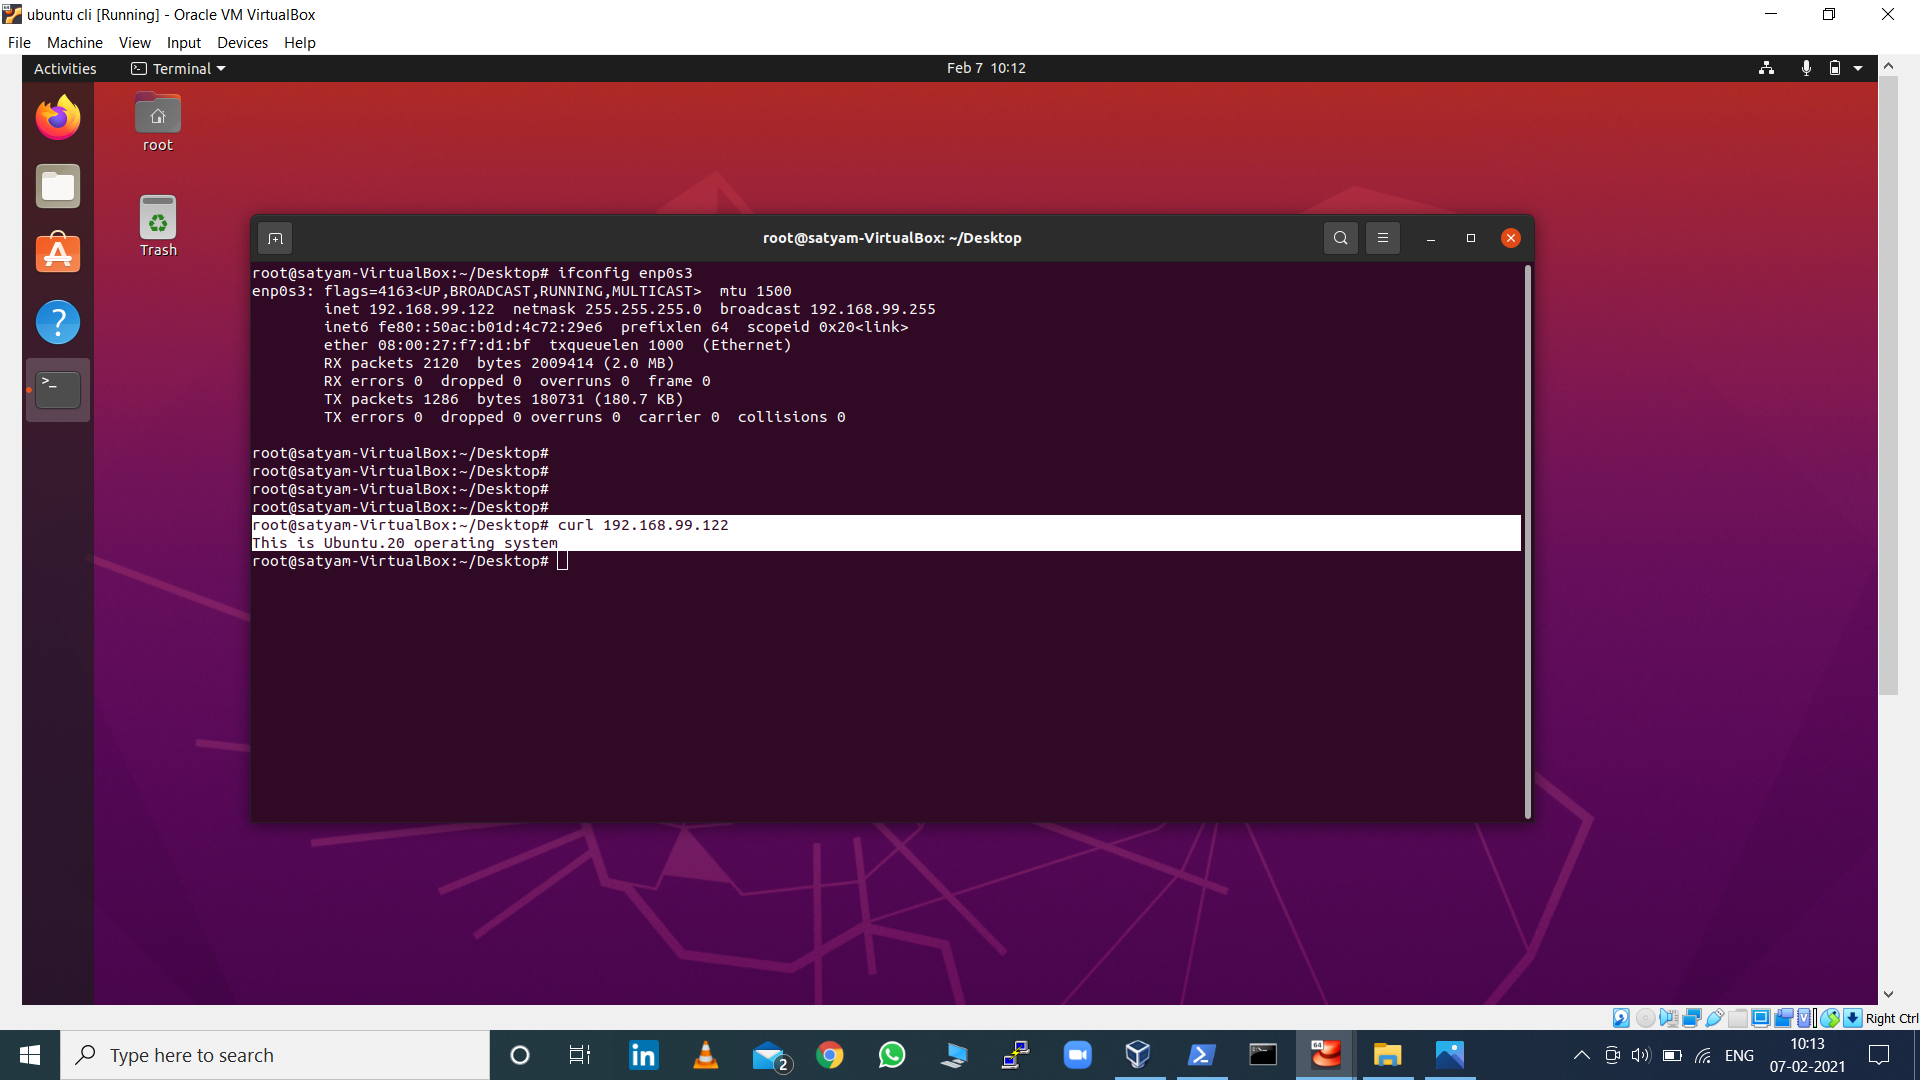 ubuntu cli [Running] - Oracle VM VirtualBox
File Machine View Input Devices Help
Activities Terminal Feb 7 10:12
root
Trash
root@satyam-VirtualBox: ~/Desktop
root@satyam-VirtualBox:~/Desktop# ifconfig enp0s3
enp0s3: flags=4163<UP,BROADCAST,RUNNING,MULTICAST>  mtu 1500
        inet 192.168.99.122  netmask 255.255.255.0  broadcast 192.168.99.255
        inet6 fe80::50ac:b01d:4c72:29e6  prefixlen 64  scopeid 0x20<link>
        ether 08:00:27:f7:d1:bf  txqueuelen 1000  (Ethernet)
        RX packets 2120  bytes 2009414 (2.0 MB)
        RX errors 0  dropped 0  overruns 0  frame 0
        TX packets 1286  bytes 180731 (180.7 KB)
        TX errors 0  dropped 0 overruns 0  carrier 0  collisions 0
root@satyam-VirtualBox:~/Desktop#
root@satyam-VirtualBox:~/Desktop#
root@satyam-VirtualBox:~/Desktop#
root@satyam-VirtualBox:~/Desktop#
root@satyam-VirtualBox:~/Desktop# curl 192.168.99.122
This is Ubuntu.20 operating system
root@satyam-VirtualBox:~/Desktop#
Right Ctrl
Type here to search
2
64
ENG
10:13
07-02-2021